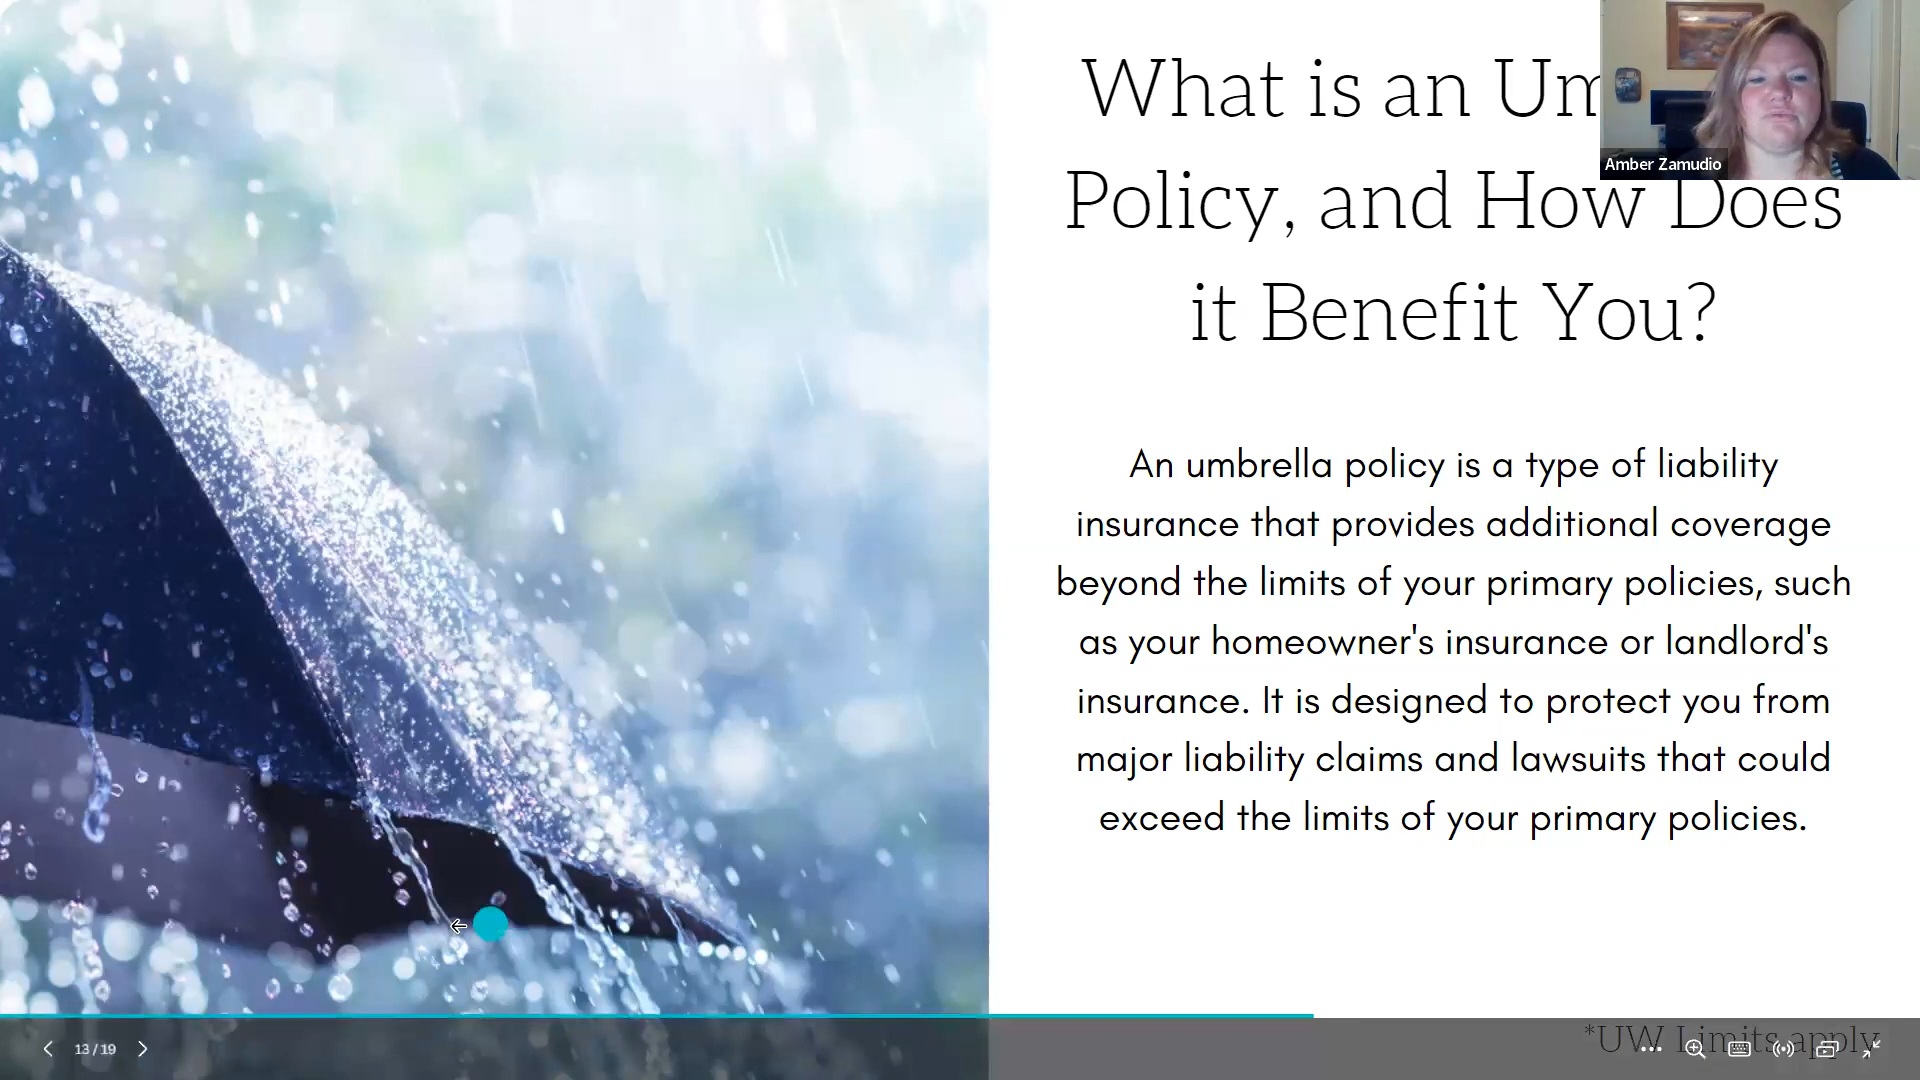 What is an Um
Policy, and How Does
it Benefit You?
Amber Zamudio
An umbrella policy is a type of liability
insurance that provides additional coverage
beyond the limits of your primary policies, such
as your homeowner's insurance or landlord's
insurance. It is designed to protect you from
major liability claims and lawsuits that could
exceed the limits of your primary policies.
*UW Limits apply
13 / 19